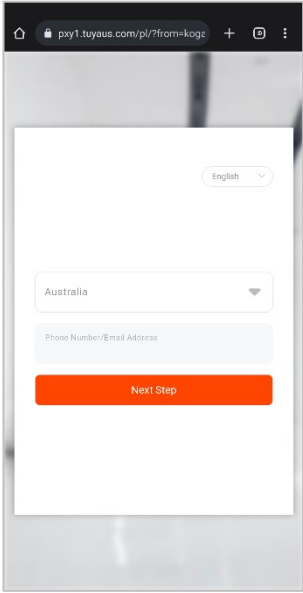 pxy1.tuyaus.com/pl/?from=koga
English
Australia
Phone Number/Email Address
Next Step